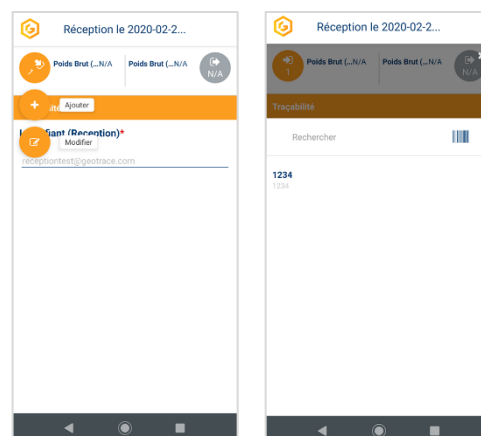 Réception le 2020-02-2...
Poids Brut (...N/A
Poids Brut (...N/A
N/A
Ajouter
(Reception)*
Modifier
receptiontest@geotrace.com
Réception le 2020-02-2...
1
Poids Brut (...N/A
Poids Brut (...N/A
N/A
Traçabilité
Rechercher
1234
1234